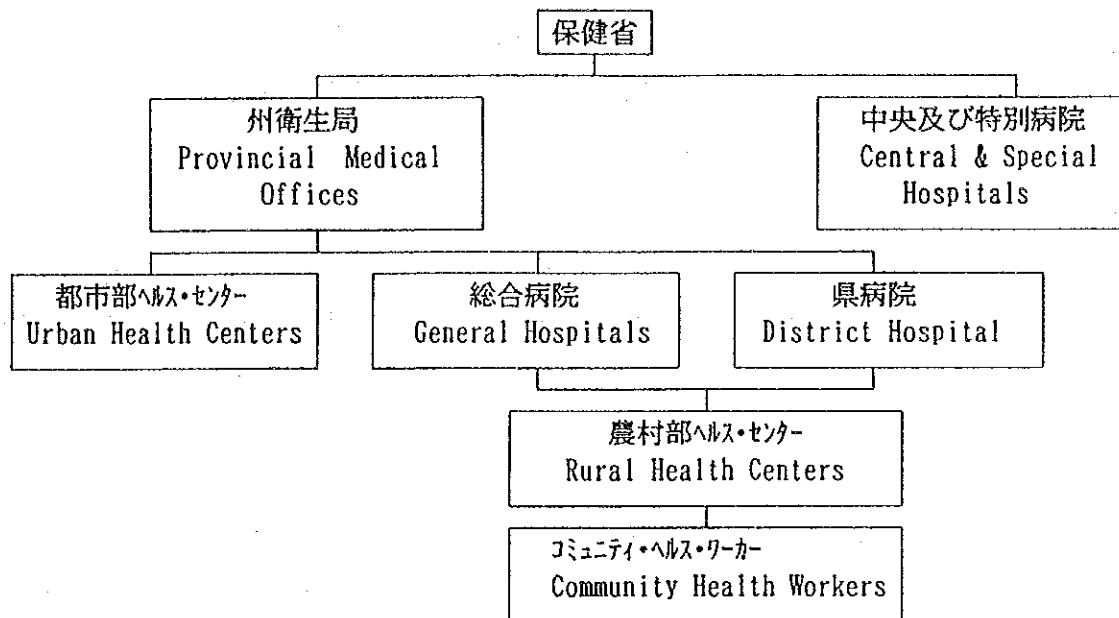 保健省
州衛生局
Provincial Medical
Offices
中央及び特別病院
Central & Special
Hospitals
都市部ﾍﾙｽ・ｾﾝﾀｰ
Urban Health Centers
総合病院
General Hospitals
県病院
District Hospital
農村部ﾍﾙｽ・ｾﾝﾀｰ
Rural Health Centers
ｺﾐｭﾆﾃｨ・ﾍﾙｽ・ﾜｰｶｰ
Community Health Workers